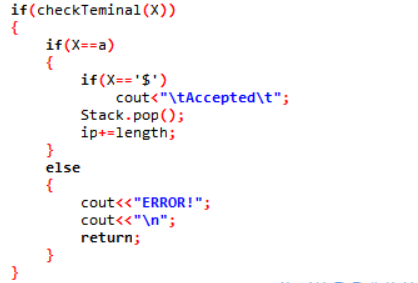 if(checkTeminal(X))
{
if(X==a)
{
if(X=='$')
cout<"\tAccepted\t";
Stack.pop();
ip+=length;
}
else
{
cout<<"ERROR!";
cout<<"\n";
return;
}
}